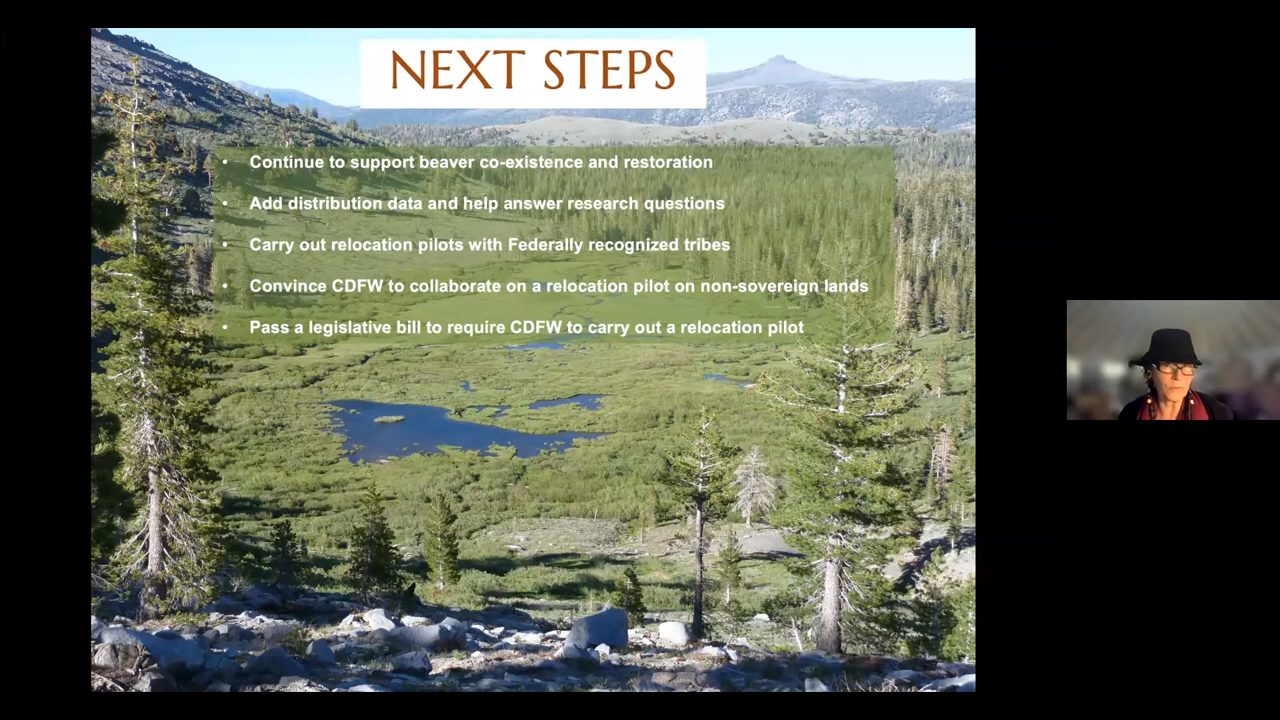 NEXT STEPS
• Continue to support beaver co-existence and restoration
• Add distribution data and help answer research questions
• Carry out relocation pilots with Federally recognized tribes
• Convince CDFW to collaborate on a relocation pilot on non-sovereign lands
• Pass a legislative bill to require CDFW to carry out a relocation pilot